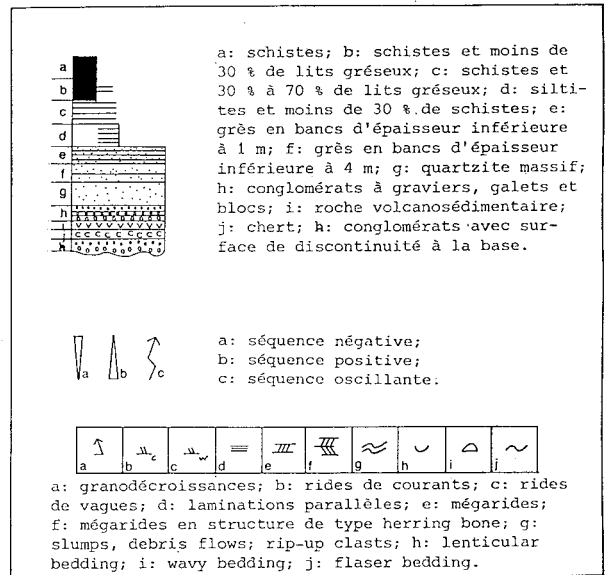 a: schistes; b: schistes et moins de
30 % de lits gréseux; c: schistes et
30 % à 70 % de lits gréseux; d: silti-
tes et moins de 30 %.de schistes; e:
grès en bancs d'épaisseur inférieure
à 1 m; f: grès en bancs d'épaisseur
inférieure à 4 m; g: quartzite massif;
h: conglomérats à graviers, galets et
blocs; i: roche volcanosédimentaire;
j: chert; k: conglomérats avec sur-
face de discontinuité à la base.
a
b
c
d
e
f
g
h
i
j
k
a b c
a: séquence négative;
b: séquence positive;
c: séquence oscillante.
a b c d e f g h i j
a: granodécroissances; b: rides de courants; c: rides
de vagues; d: laminations parallèles; e: mégarides;
f: mégarides en structure de type herring bone; g:
slumps, debris flows; rip-up clasts; h: lenticular
bedding; i: wavy bedding; j: flaser bedding.